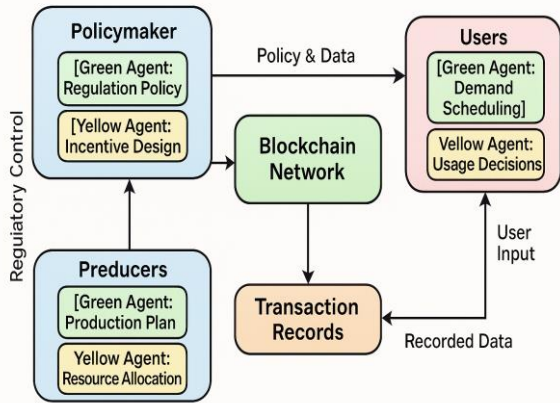 Policymaker
[Green Agent:
Regulation Policy
[Yellow Agent:
Incentive Design
Policy & Data
Users
[Green Agent:
Demand
Scheduling]
Vellow Agent:
Usage Decisions
Blockchain
Network
Reguiatory Control
User
Input
Preducers
[Green Agent:
Production Plan
Yellow Agent:
Resource Allocation
Transaction
Records
Recorded Data